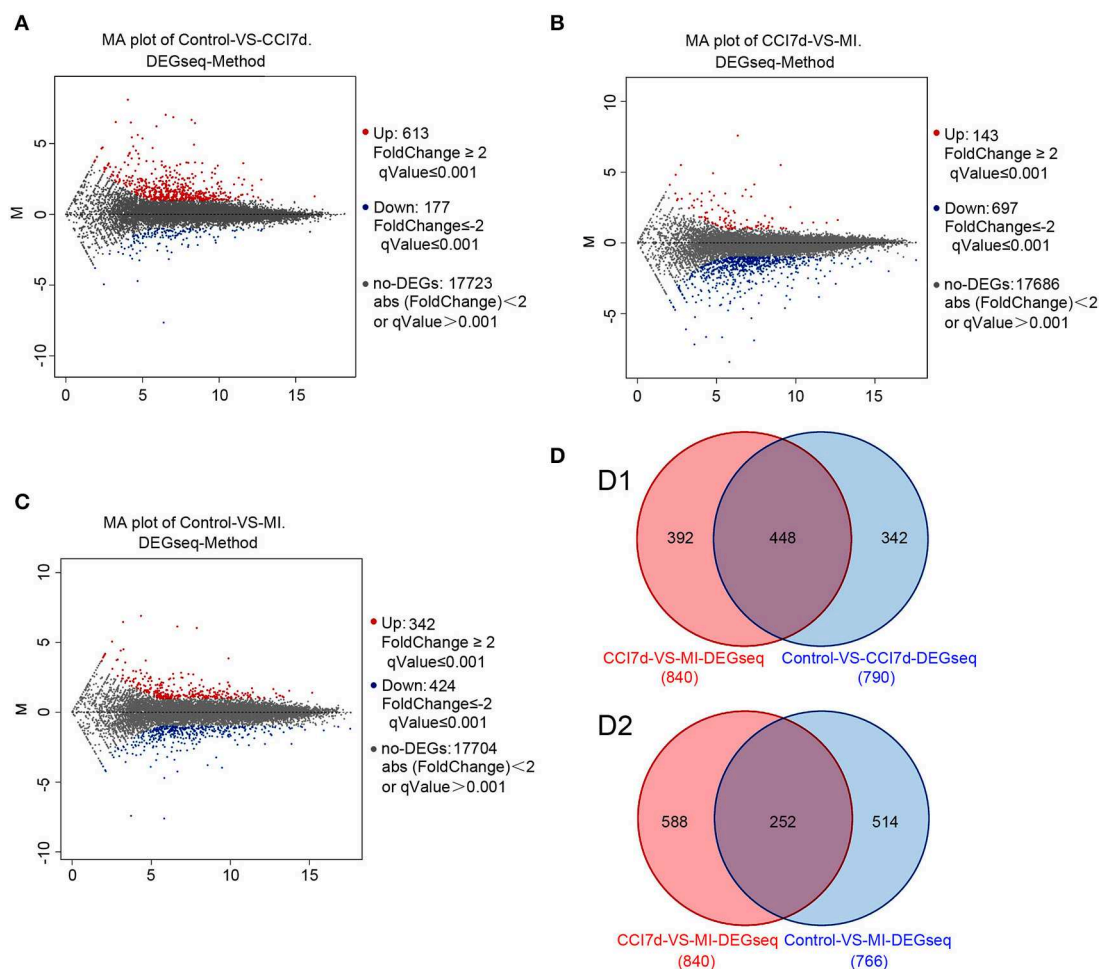 A
MA plot of Control-VS-CCI7d.
DEGseq-Method
M
5
0
-5
-10
0
5
10
15
Up: 613
FoldChange ≥ 2
qValue≤0.001
Down: 177
FoldChange≤-2
qValue≤0.001
no-DEGs: 17723
abs (FoldChange)<2
or qValue>0.001
B
MA plot of CCI7d-VS-MI.
DEGseq-Method
M
10
5
0
-5
0
5
10
15
Up: 143
FoldChange ≥ 2
qValue≤0.001
Down: 697
FoldChange≤-2
qValue≤0.001
no-DEGs: 17686
abs (FoldChange)<2
or qValue>0.001
C
MA plot of Control-VS-MI.
DEGseq-Method
M
10
5
0
-5
-10
0
5
10
15
Up: 342
FoldChange ≥ 2
qValue≤0.001
Down: 424
FoldChange≤-2
qValue≤0.001
no-DEGs: 17704
abs (FoldChange)<2
or qValue>0.001
D
D1
392
448
342
CCI7d-VS-MI-DEGseq
(840)
Control-VS-CCI7d-DEGseq
(790)
D2
588
252
514
CCI7d-VS-MI-DEGseq
(840)
Control-VS-MI-DEGseq
(766)